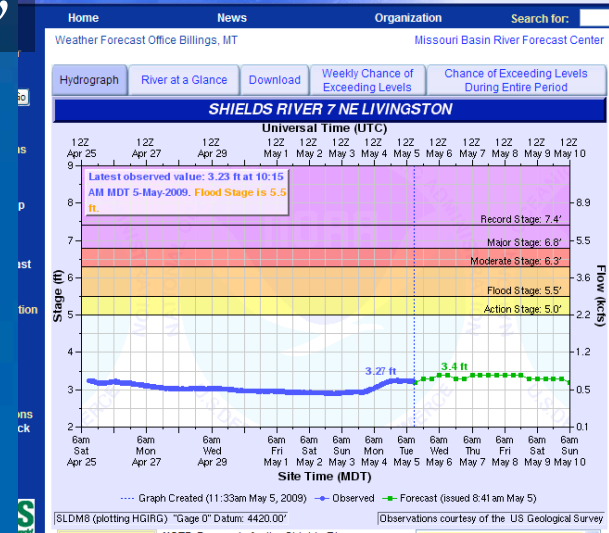 Home News Organization Search for:
Weather Forecast Office Billings, MT Missouri Basin River Forecast Center
Hydrograph River at a Glance Download Weekly Chance of Exceeding Levels Chance of Exceeding Levels During Entire Period
SHIELDS RIVER 7 NE LIVINGSTON
Universal Time (UTC)
12Z 12Z 12Z 12Z 12Z 12Z 12Z 12Z 12Z 12Z 12Z 12Z 12Z
Apr 25 Apr 27 Apr 29 May 1 May 2 May 3 May 4 May 5 May 6 May 7 May 8 May 9 May 10
Latest observed value: 3.23 ft at 10:15
AM MDT 5-May-2009. Flood Stage is 5.5
ft.
9
8 8.9
Record Stage: 7.4'
7 5.5
Major Stage: 6.8'
Moderate Stage: 6.3'
6 3.6
Flood Stage: 5.5'
Action Stage: 5.0'
5 2.2
4 1.2
3.27 ft 3.4 ft
3 0.5
2 0.1
Stage (ft)
Flow (kcfs)
6am 6am 6am 6am 6am 6am 6am 6am 6am 6am 6am 6am 6am
Sat Mon Wed Fri Sat Sun Mon Tue Wed Thu Fri Sat Sun
Apr 25 Apr 27 Apr 29 May 1 May 2 May 3 May 4 May 5 May 6 May 7 May 8 May 9 May 10
Site Time (MDT)
Graph Created (11:33am May 5, 2009) Observed Forecast (issued 8:41am May 5)
SLDM8 (plotting HGIRG) "Gage 0" Datum: 4420.00' Observations courtesy of the US Geological Survey